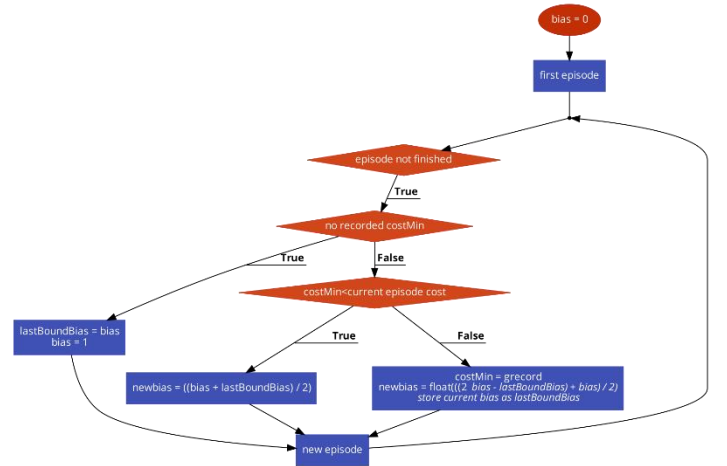 bias = 0
first episode
episode not finished
True
no recorded costMin
True
False
costMin<current episode cost
lastBoundBias = bias
bias = 1
True
False
newbias = ((bias + lastBoundBias) / 2)
costMin = grecord
newbias = float(((2 bias - lastBoundBias) + bias) / 2)
store current bias as lastBoundBias
new episode